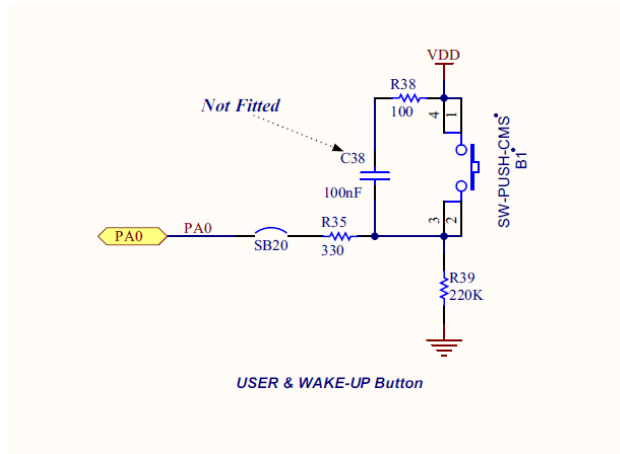 VDD
R38
100
Not Fitted
4
1
SW-PUSH-CMS
B1
C38
100nF
3
2
PA0
PA0
SB20
R35
330
R39
220K
USER & WAKE-UP Button